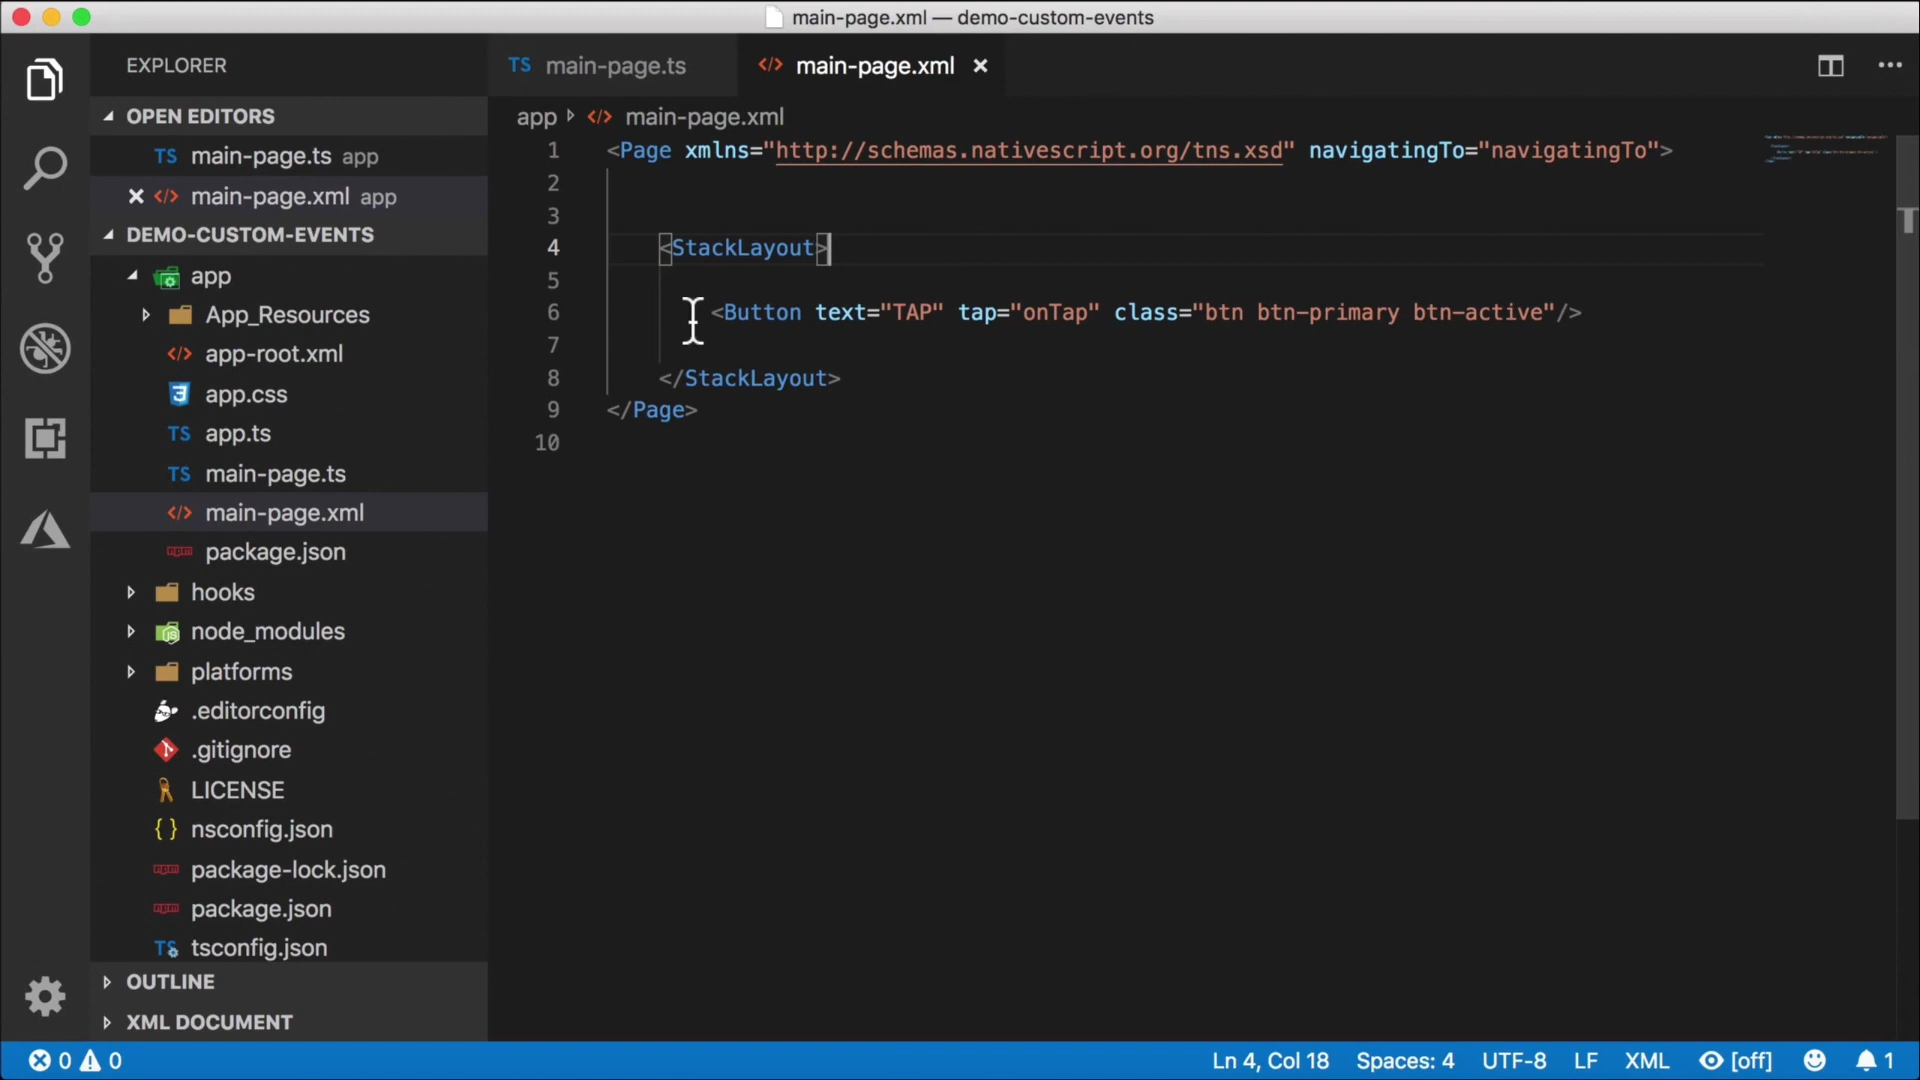 main-page.xml — demo-custom-events
EXPLORER
OPEN EDITORS
TS main-page.ts app
main-page.xml app
DEMO-CUSTOM-EVENTS
app
App_Resources
app-root.xml
app.css
TS app.ts
TS main-page.ts
main-page.xml
package.json
hooks
node_modules
platforms
.editorconfig
.gitignore
LICENSE
{ } nsconfig.json
package-lock.json
package.json
TS tsconfig.json
OUTLINE
XML DOCUMENT
TS main-page.ts
main-page.xml
app main-page.xml
1 <Page xmlns="http://schemas.nativescript.org/tns.xsd" navigatingTo="navigatingTo">
2
3
4 <StackLayout>
5
6 <Button text="TAP" tap="onTap" class="btn btn-primary btn-active"/>
7
8 </StackLayout>
9 </Page>
10
0 0
Ln 4, Col 18 Spaces: 4 UTF-8 LF XML [off] 1